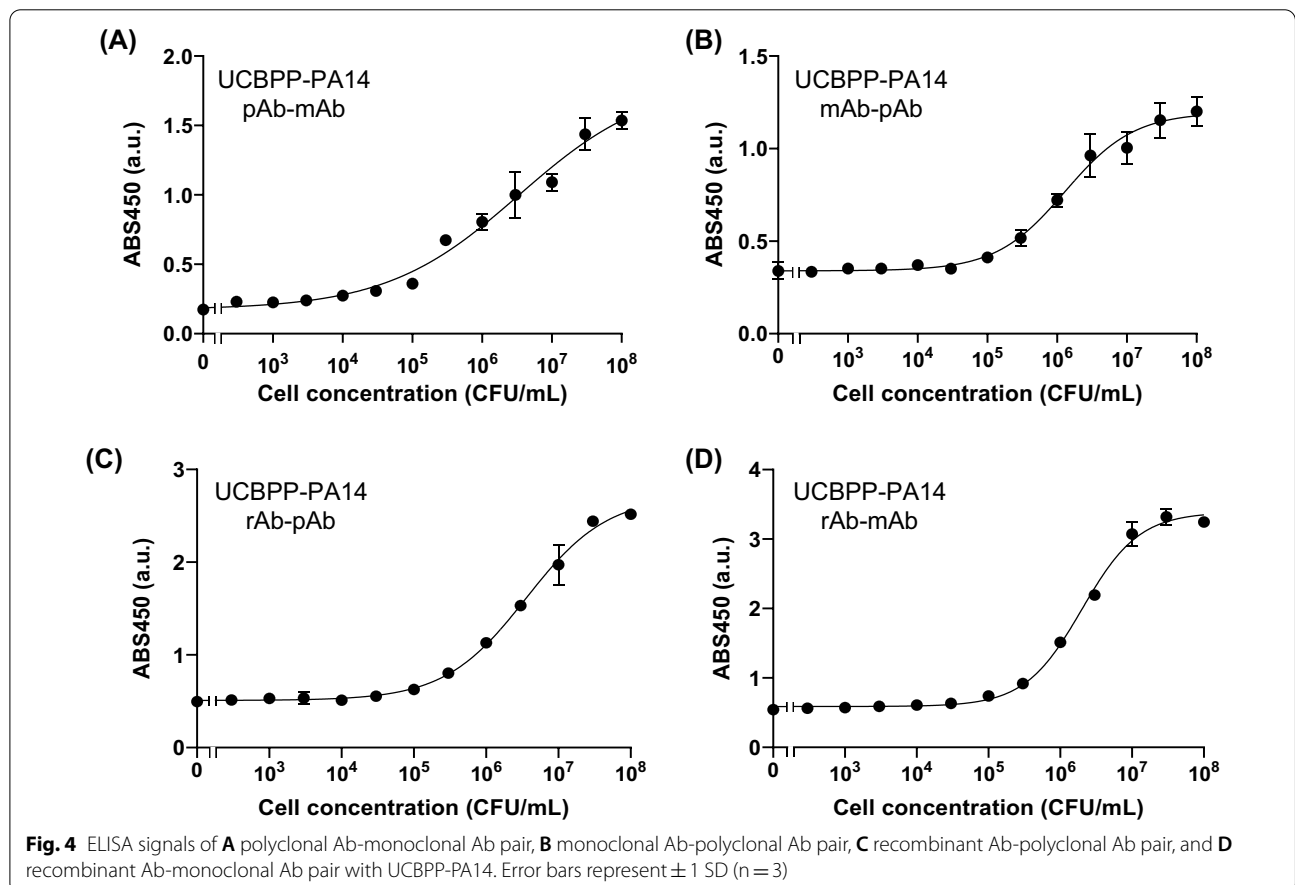 (A)
UCBPP-PA14
pAb-mAb
ABS450 (a.u.)
2.0
1.5
1.0
0.5
0.0
0 10³ 10⁴ 10⁵ 10⁶ 10⁷ 10⁸
Cell concentration (CFU/mL)
(B)
UCBPP-PA14
mAb-pAb
ABS450 (a.u.)
1.5
1.0
0.5
0.0
0 10³ 10⁴ 10⁵ 10⁶ 10⁷ 10⁸
Cell concentration (CFU/mL)
(C)
UCBPP-PA14
rAb-pAb
ABS450 (a.u.)
3
2
1
0
0 10³ 10⁴ 10⁵ 10⁶ 10⁷ 10⁸
Cell concentration (CFU/mL)
(D)
UCBPP-PA14
rAb-mAb
ABS450 (a.u.)
4
3
2
1
0
0 10³ 10⁴ 10⁵ 10⁶ 10⁷ 10⁸
Cell concentration (CFU/mL)
Fig. 4 ELISA signals of A polyclonal Ab-monoclonal Ab pair, B monoclonal Ab-polyclonal Ab pair, C recombinant Ab-polyclonal Ab pair, and D
recombinant Ab-monoclonal Ab pair with UCBPP-PA14. Error bars represent ± 1 SD (n = 3)